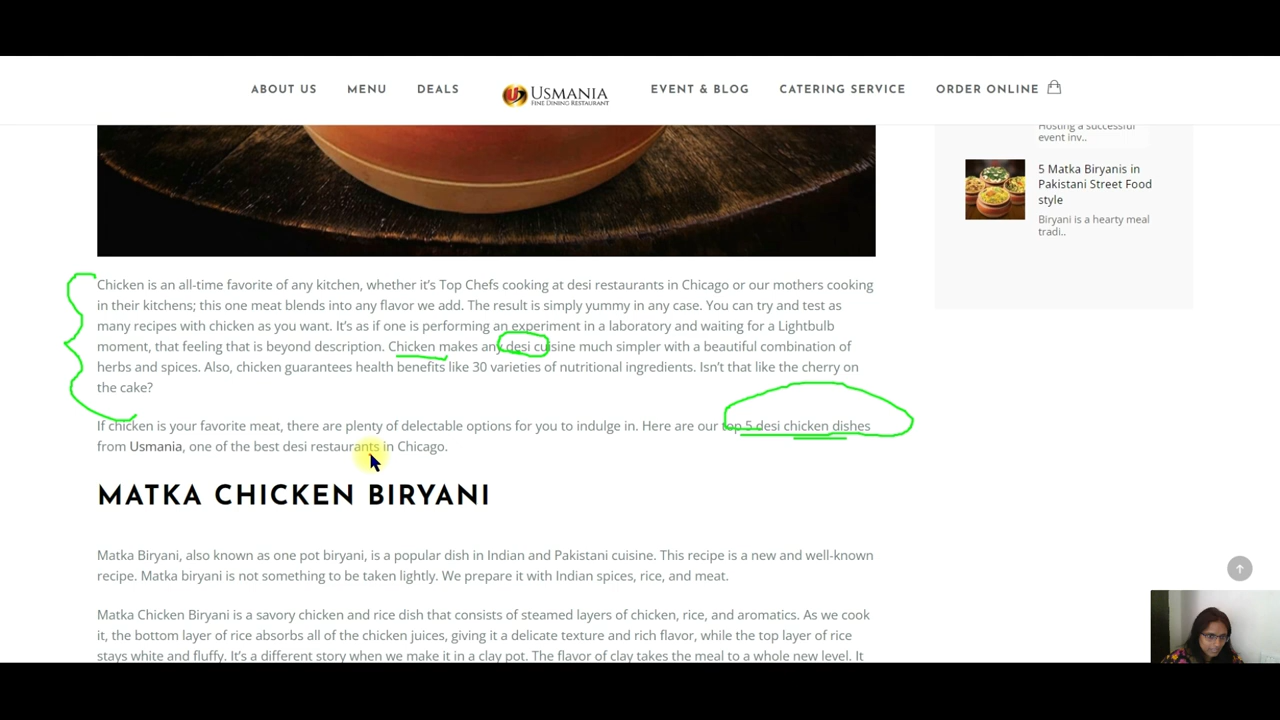 ABOUT US
MENU
DEALS
USMANIA
FINE DINING RESTAURANT
EVENT & BLOG
CATERING SERVICE
ORDER ONLINE
Hosting a successful
event inv..
5 Matka Biryanis in
Pakistani Street Food
style
Biryani is a hearty meal
tradi..
Chicken is an all-time favorite of any kitchen, whether it's Top Chefs cooking at desi restaurants in Chicago or our mothers cooking
in their kitchens; this one meat blends into any flavor we add. The result is simply yummy in any case. You can try and test as
many recipes with chicken as you want. It's as if one is performing an experiment in a laboratory and waiting for a Lightbulb
moment, that feeling that is beyond description. Chicken makes any desi cuisine much simpler with a beautiful combination of
herbs and spices. Also, chicken guarantees health benefits like 30 varieties of nutritional ingredients. Isn't that like the cherry on
the cake?
If chicken is your favorite meat, there are plenty of delectable options for you to indulge in. Here are our top 5 desi chicken dishes
from Usmania, one of the best desi restaurants in Chicago.
MATKA CHICKEN BIRYANI
Matka Biryani, also known as one pot biryani, is a popular dish in Indian and Pakistani cuisine. This recipe is a new and well-known
recipe. Matka biryani is not something to be taken lightly. We prepare it with Indian spices, rice, and meat.
Matka Chicken Biryani is a savory chicken and rice dish that consists of steamed layers of chicken, rice, and aromatics. As we cook
it, the bottom layer of rice absorbs all of the chicken juices, giving it a delicate texture and rich flavor, while the top layer of rice
stays white and fluffy. It's a different story when we make it in a clay pot. The flavor of clay takes the meal to a whole new level. It